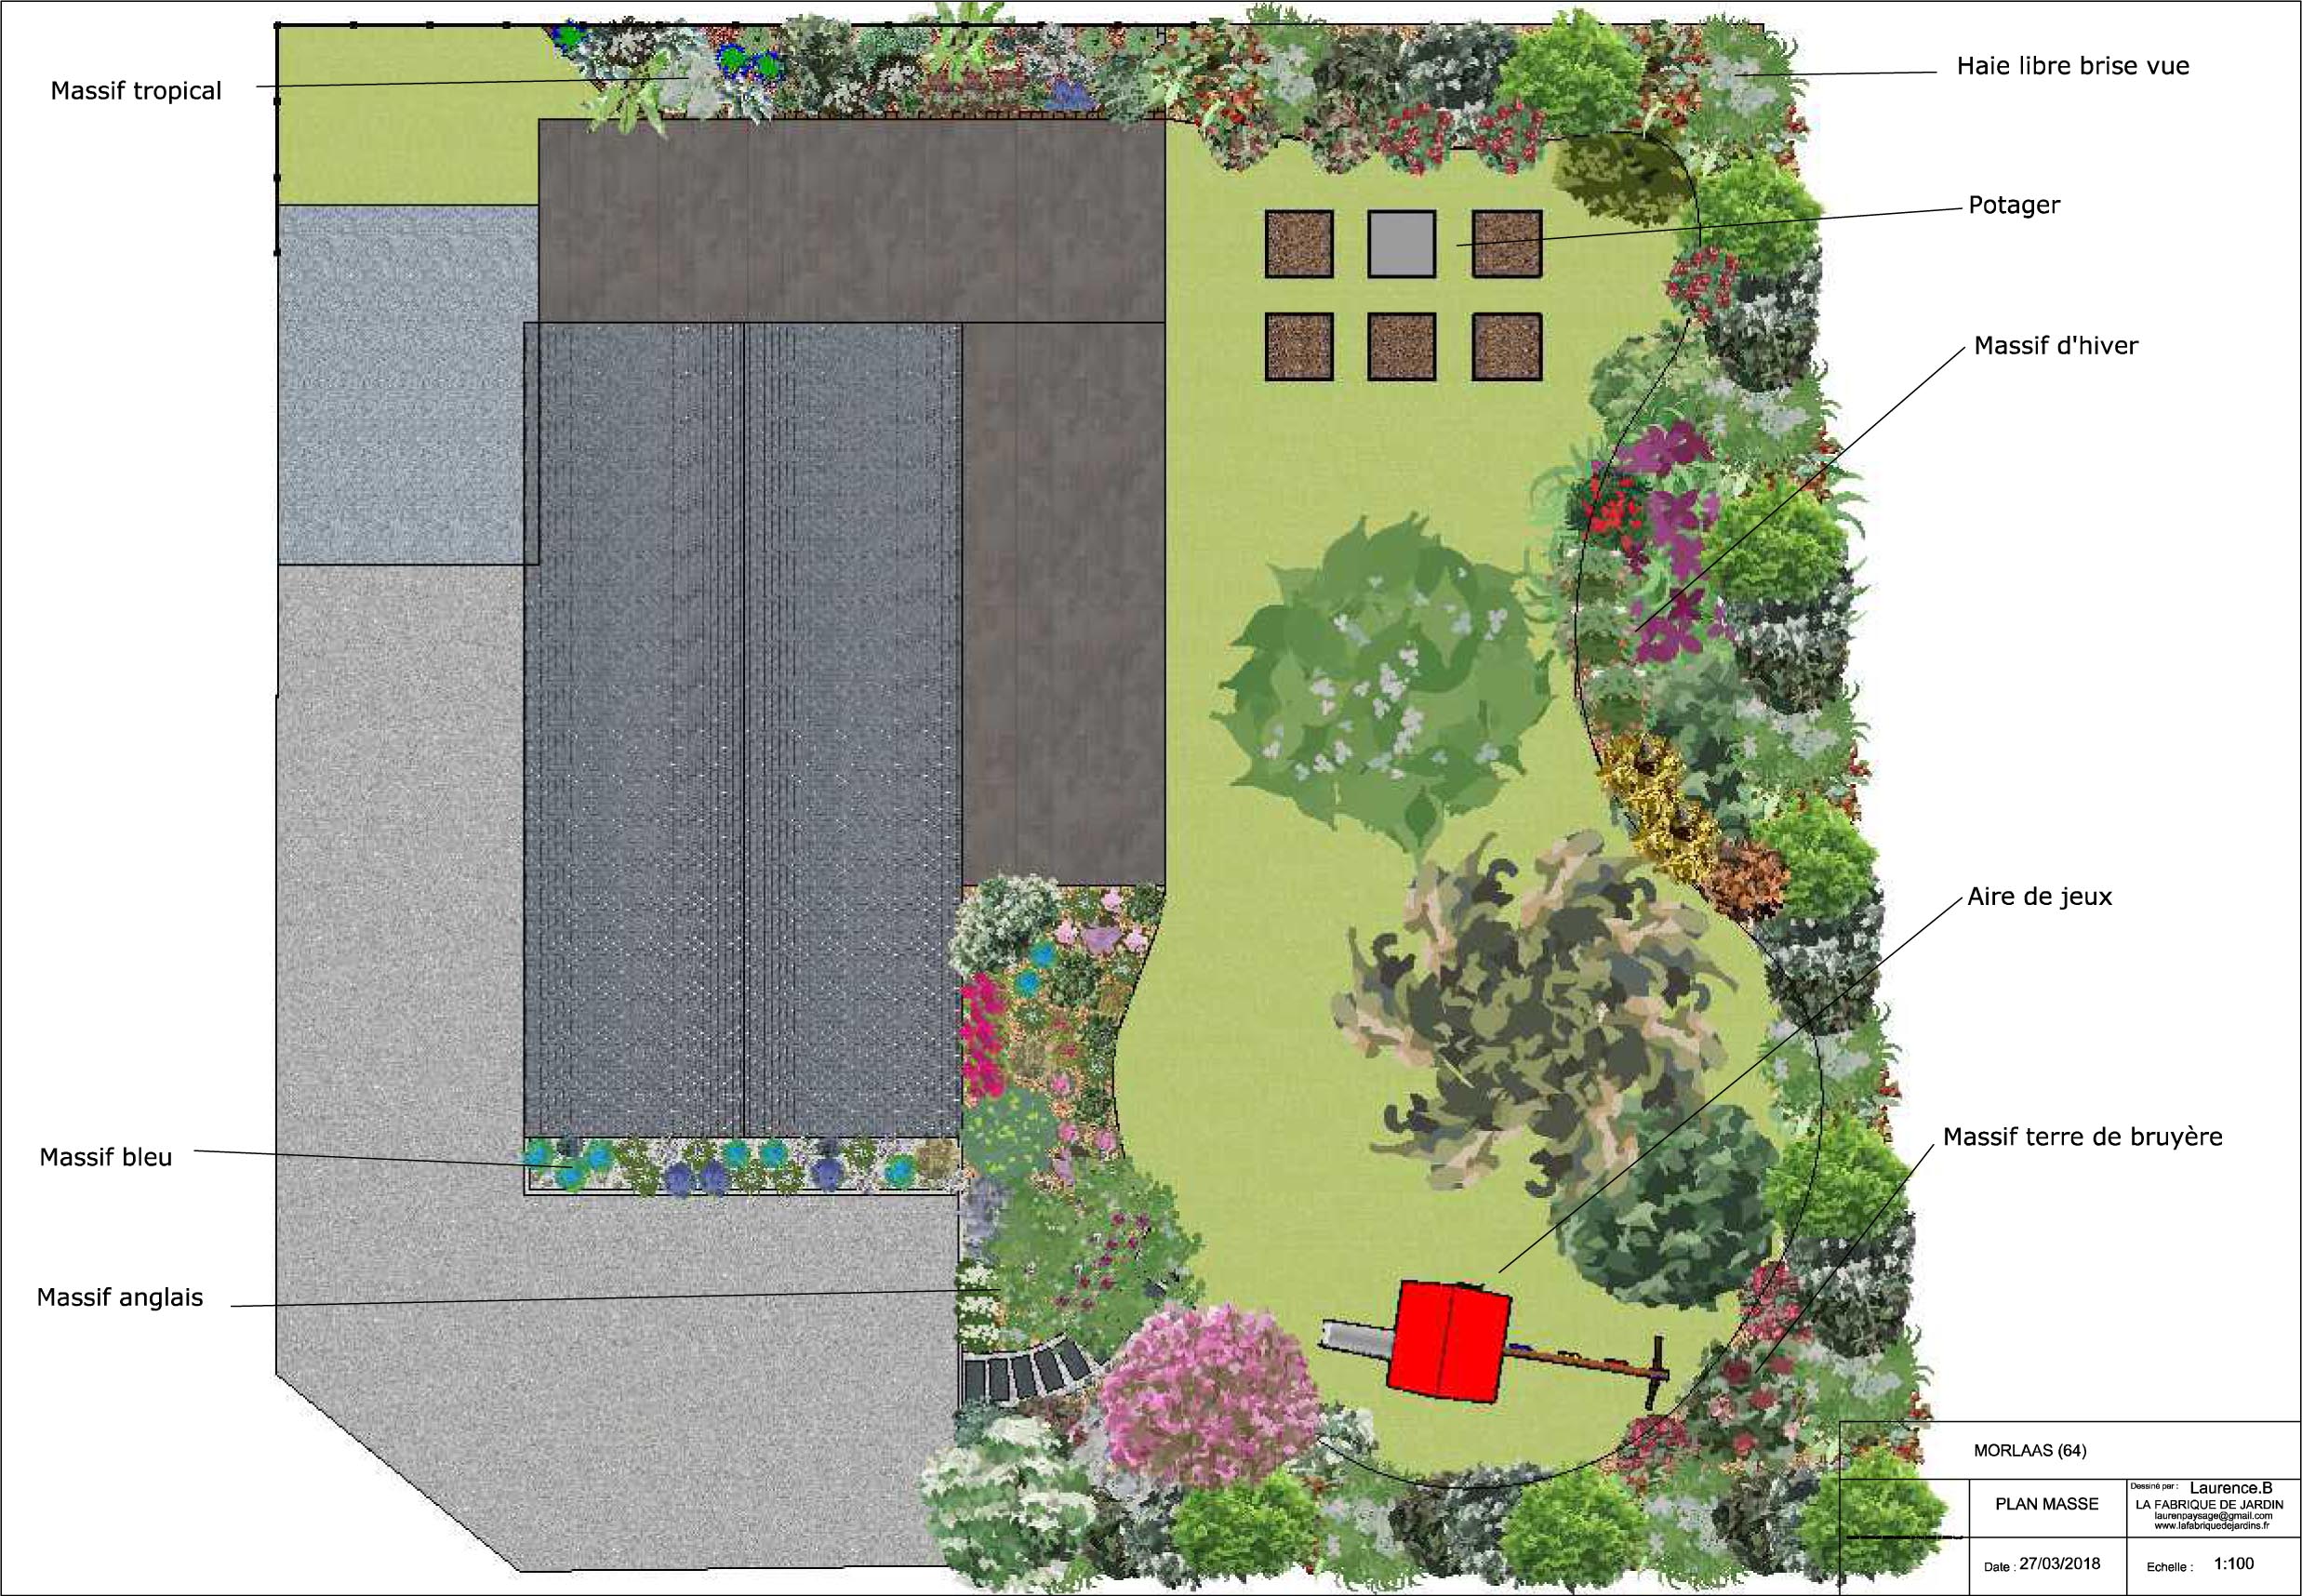 Haie libre brise vue
Massif tropical
Potager
Massif d'hiver
Aire de jeux
Massif terre de bruyère
Massif bleu
Massif anglais
MORLAAS (64)
PLAN MASSE
Dessiné par : Laurence.B
LA FABRIQUE DE JARDIN
laurenpaysage@gmail.com
www.lafabriquedejardins.fr
Date : 27/03/2018
Echelle : 1:100